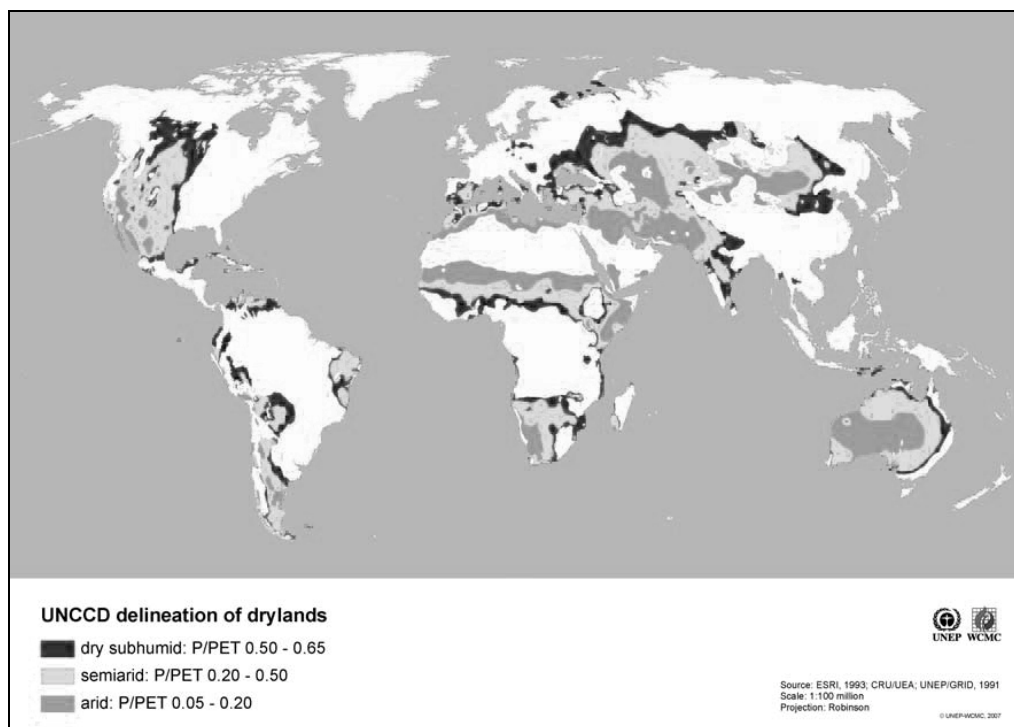 UNCCD delineation of drylands
dry subhumid: P/PET 0.50 - 0.65
semiarid: P/PET 0.20 - 0.50
arid: P/PET 0.05 - 0.20
UNEP WCMC
Source: ESRI, 1993; CRU/UEA; UNEP/GRID, 1991
Scale: 1:100 million
Projection: Robinson
© UNEP-WCMC, 2007